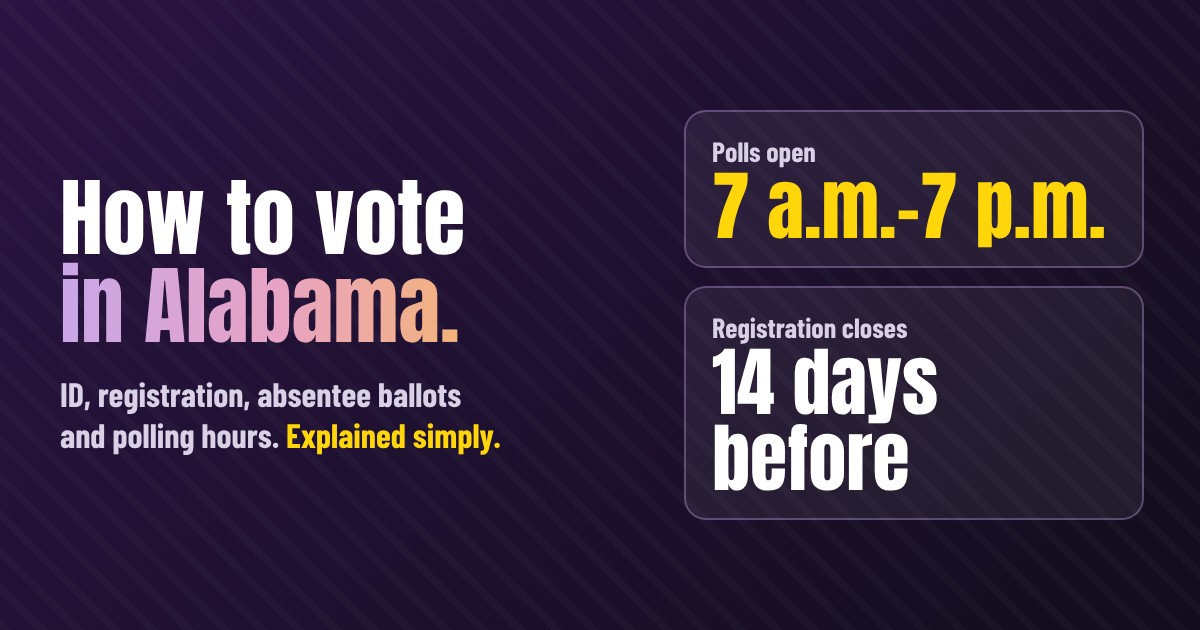 How to vote
in Alabama.
ID, registration, absentee ballots
and polling hours. Explained simply.
Polls open
7 a.m.-7 p.m.
Registration closes
14 days
before